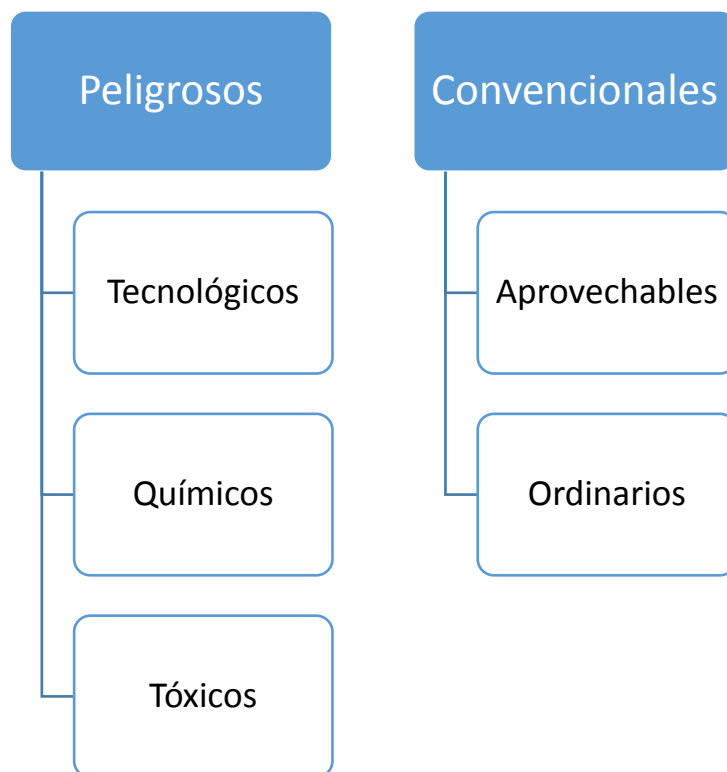 Peligrosos
Tecnológicos
Químicos
Tóxicos
Convencionales
Aprovechables
Ordinarios